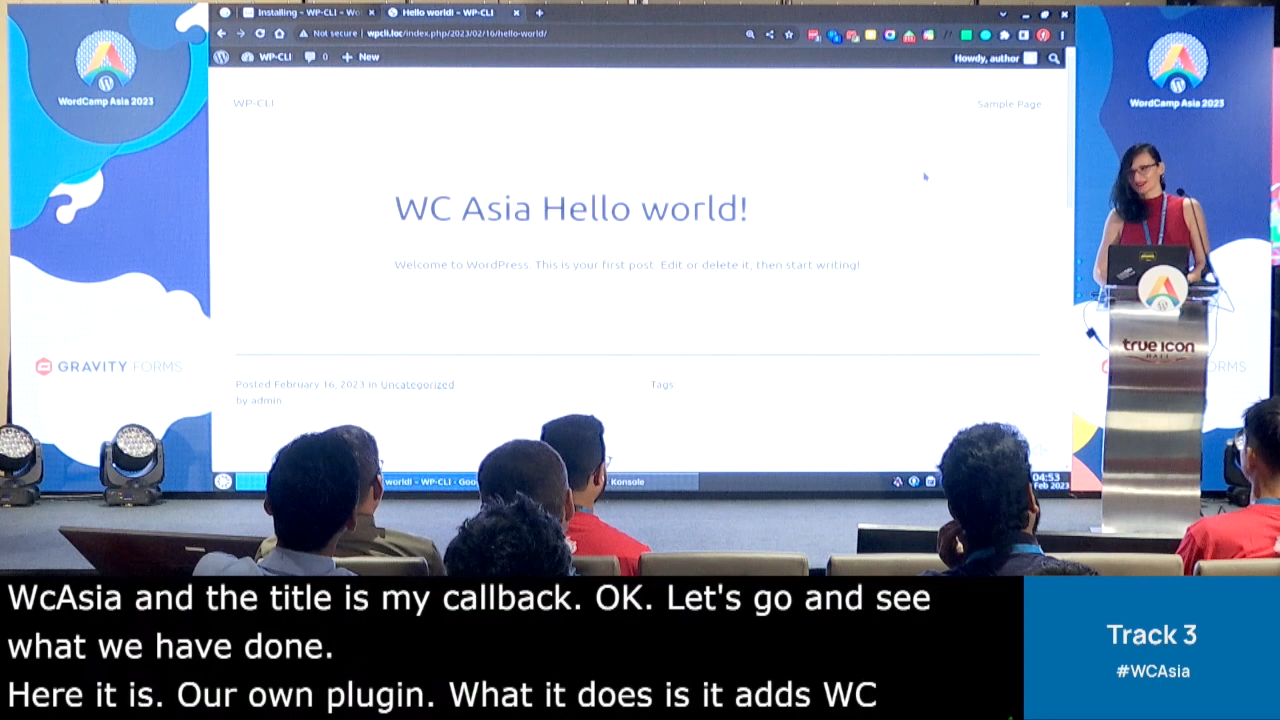 Installing – WP-CLI – Wo
Hello world! – WP-CLI
Not secure
wpcli.loc/index.php/2023/02/16/hello-world/
WP-CLI
0
New
Howdy, author
WordCamp Asia 2023
WordCamp Asia 2023
WP-CLI
Sample Page
WC Asia Hello world!
Welcome to WordPress. This is your first post. Edit or delete it, then start writing!
true icon
HALL
GRAVITY FORMS
RMS
Posted February 16, 2023 in Uncategorized
by admin
Tags
world! – WP-CLI - Goo
Konsole
04:53
Feb 2023
WcAsia and the title is my callback. OK. Let's go and see
what we have done.
Here it is. Our own plugin. What it does is it adds WC
Track 3
#WCAsia